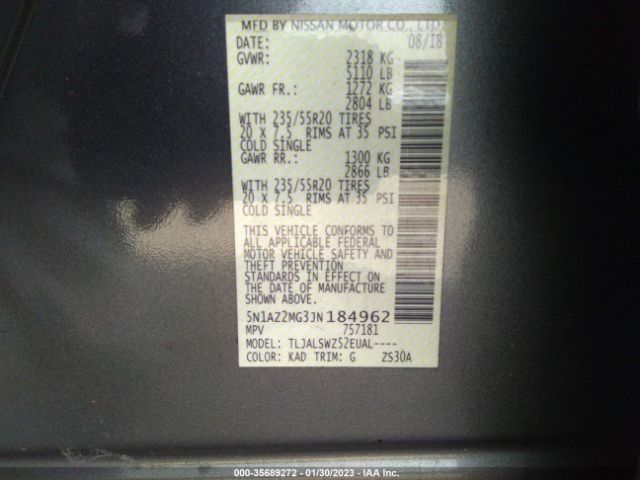 MFD BY NISSAN MOTOR CO., LTD.
DATE: 08/18
GVWR: 2318 KG
5110 LB
GAWR FR.: 1272 KG
2804 LB
WITH 235/55R20 TIRES
20 X 7.5 RIMS AT 35 PSI
COLD SINGLE
GAWR RR.: 1300 KG
2866 LB
WITH 235/55R20 TIRES
20 X 7.5 RIMS AT 35 PSI
COLD SINGLE
THIS VEHICLE CONFORMS TO
ALL APPLICABLE FEDERAL
MOTOR VEHICLE SAFETY AND
THEFT PREVENTION
STANDARDS IN EFFECT ON
THE DATE OF MANUFACTURE
SHOWN ABOVE.
5N1AZ2MG3JN184962
MPV 757181
MODEL: TLJALSWZ52EUAL----
COLOR: KAD TRIM: G ZS30A
000-35689272 - 01/30/2023 - IAA Inc.